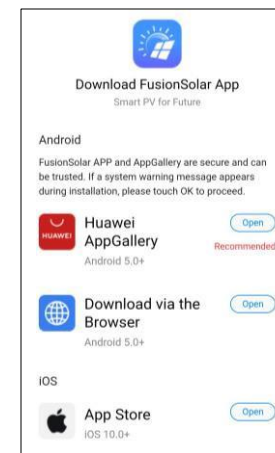 Download FusionSolar App
Smart PV for Future
Android
FusionSolar APP and AppGallery are secure and can
be trusted. If a system warning message appears
during installation, please touch OK to proceed.
HUAWEI
Huawei
AppGallery
Open
Recommended
Android 5.0+
Download via the
Browser
Open
Android 5.0+
iOS
App Store
Open
iOS 10.0+